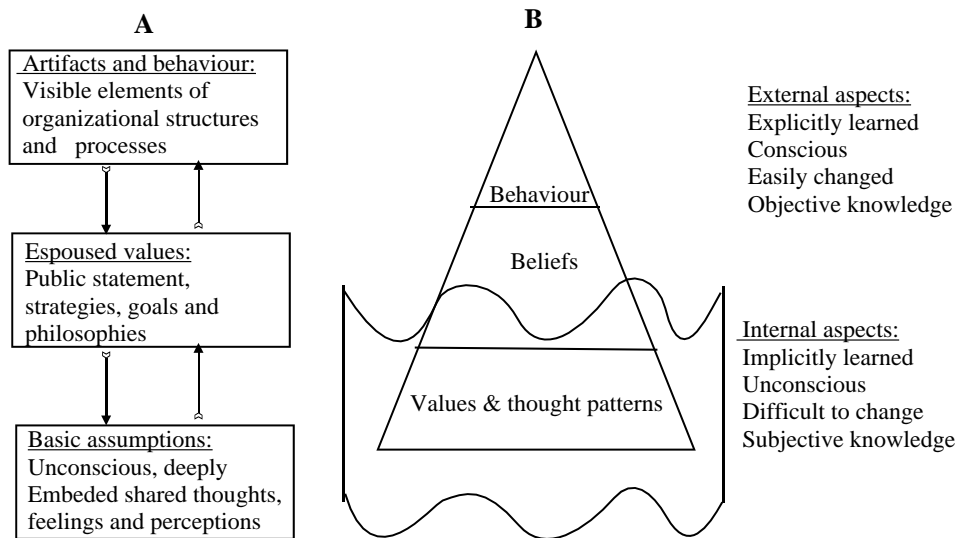 A
Artifacts and behaviour:
Visible elements of
organizational structures
and processes
Espoused values:
Public statement,
strategies, goals and
philosophies
Basic assumptions:
Unconscious, deeply
Embeded shared thoughts,
feelings and perceptions
B
Behaviour
Beliefs
Values & thought patterns
External aspects:
Explicitly learned
Conscious
Easily changed
Objective knowledge
Internal aspects:
Implicitly learned
Unconscious
Difficult to change
Subjective knowledge